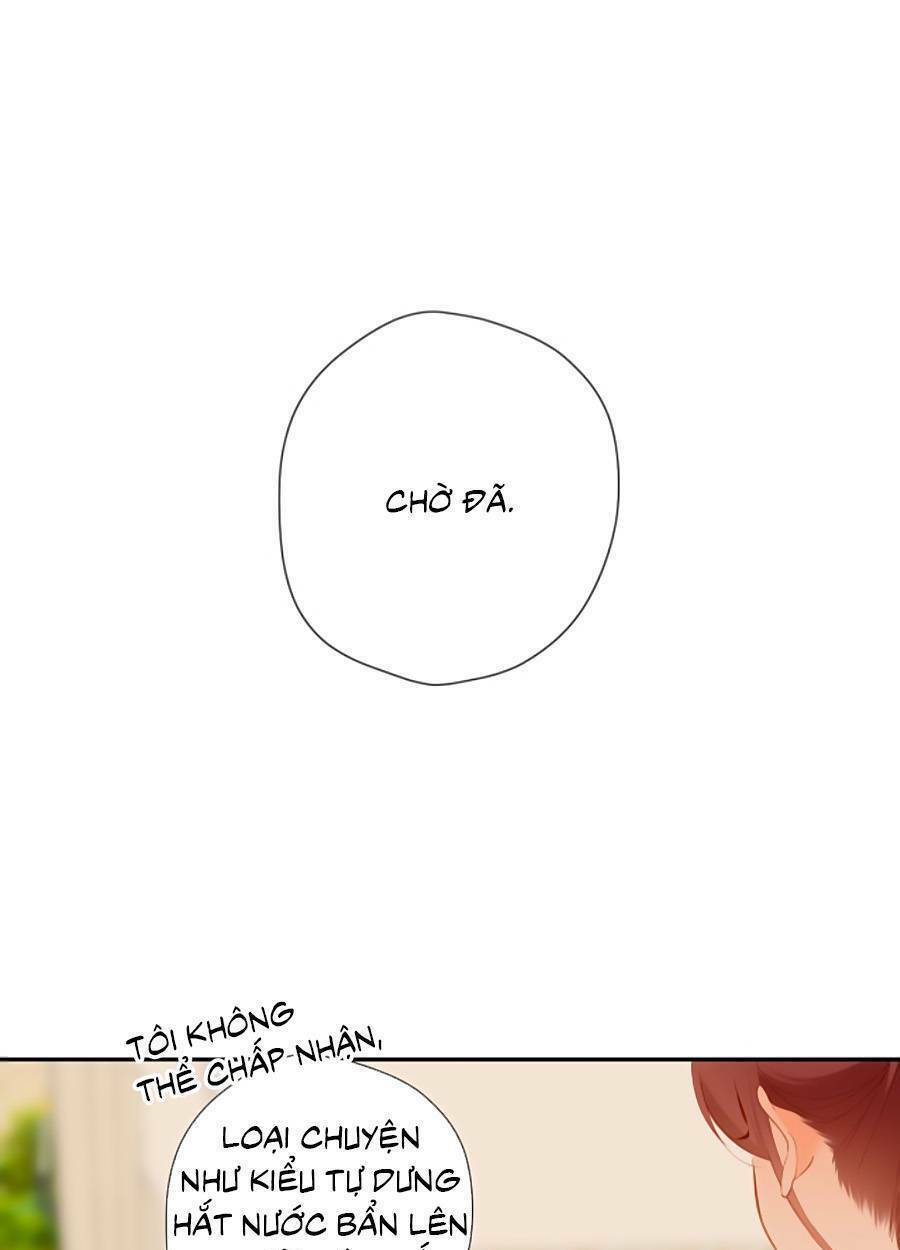 CHỜ ĐÃ.
TÔI KHÔNG
THỂ CHẤP NHẬN,
LOẠI CHUYỆN
NHƯ KIỂU TỰ DƯNG
HẮT NƯỚC BẨN LÊN